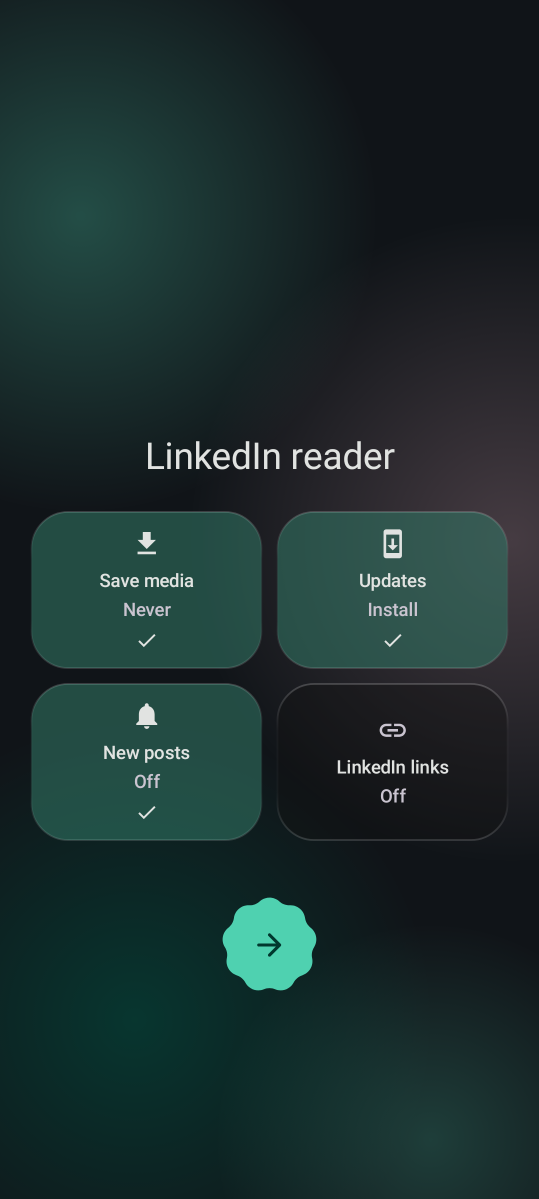 LinkedIn reader
Save media
Never
Updates
Install
New posts
Off
LinkedIn links
Off